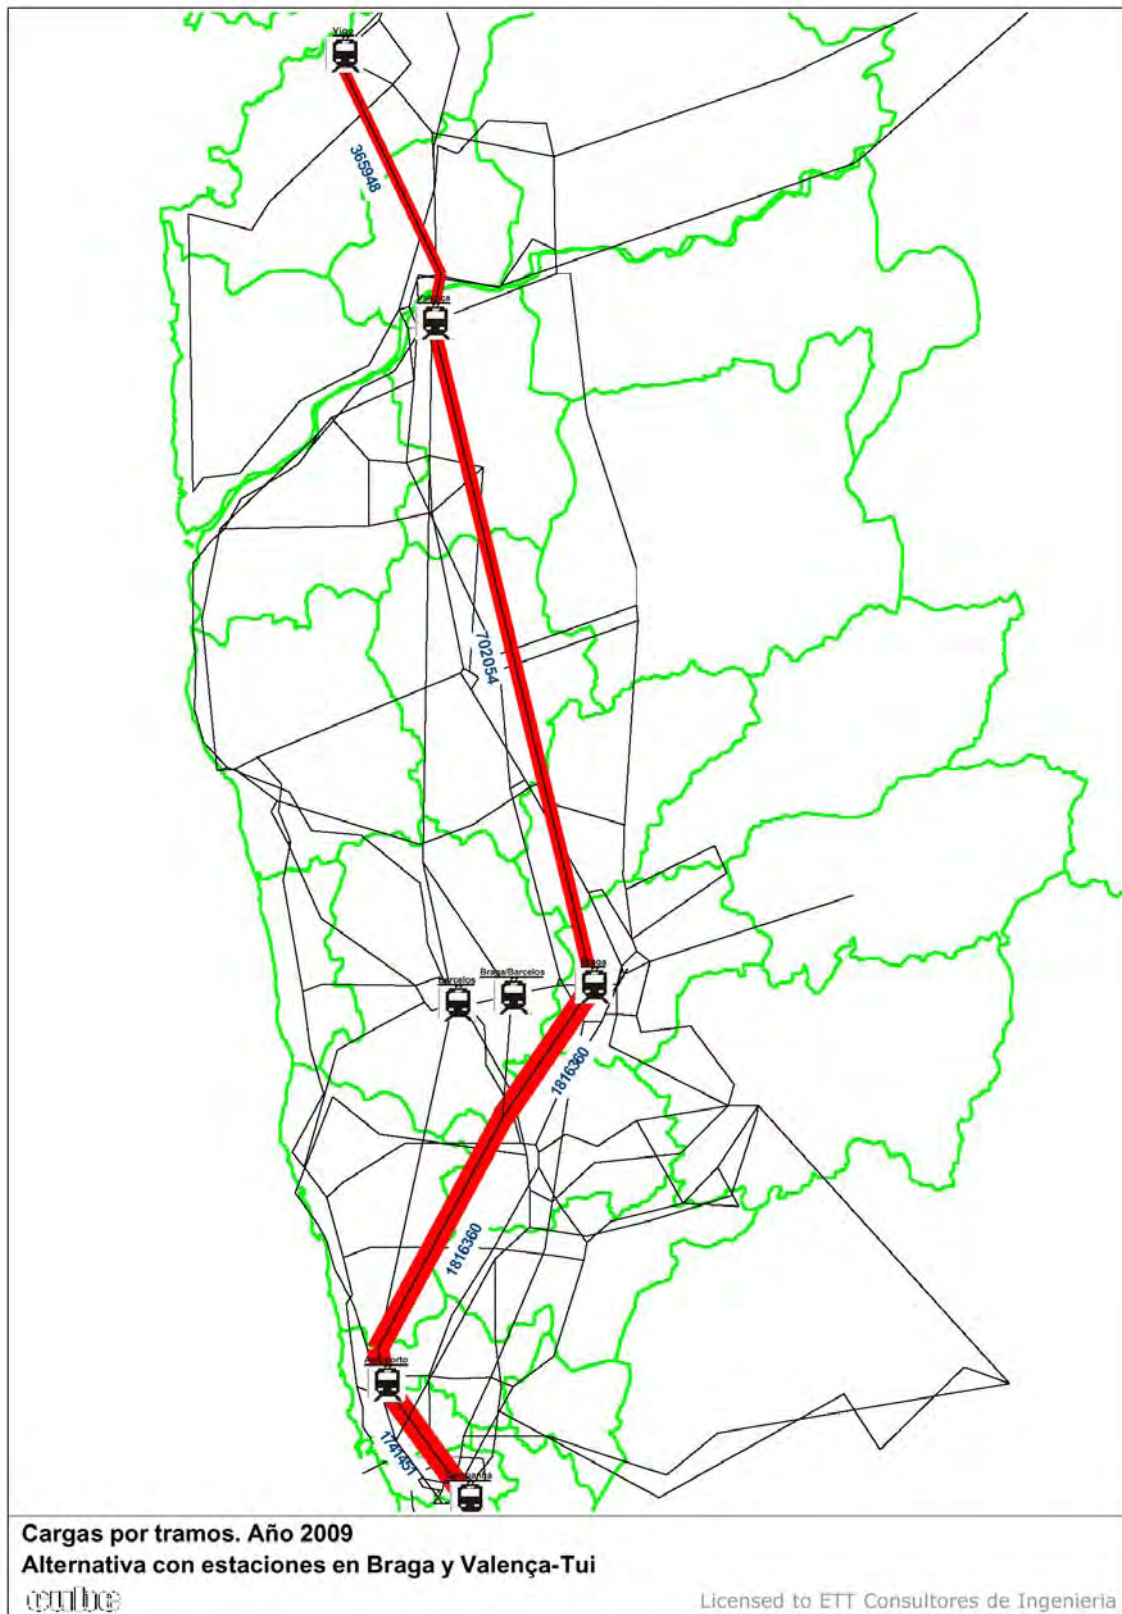 Vigo
365948
Valença
702054
Braga/Barcelos
Barcelos
Braga
1816360
1816360
Aeroporto
1741451
Campanhá
Cargas por tramos. Año 2009
Alternativa con estaciones en Braga y Valença-Tui
cube
Licensed to ETT Consultores de Ingenieria